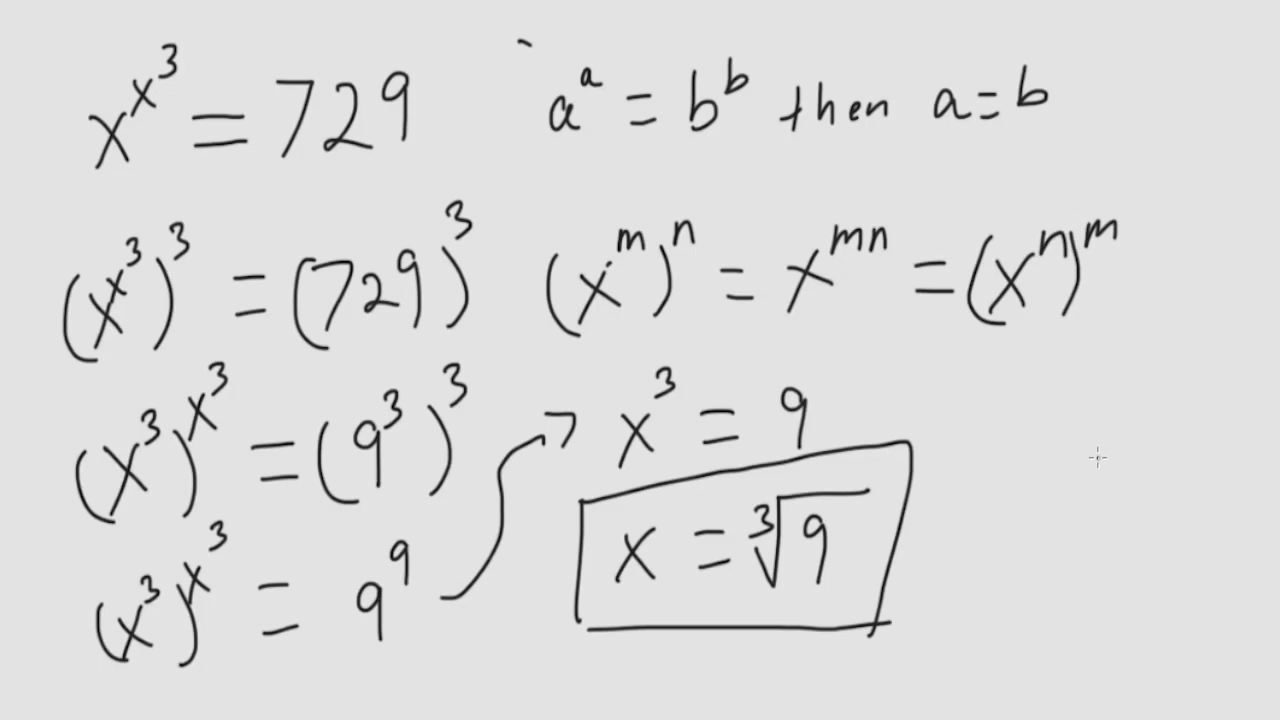 x^{x^3} = 729
a^a = b^b then a = b
(x^{x^3})^3 = (729)^3
(x^m)^n = x^{mn} = (x^n)^m
(x^3)^{x^3} = (9^3)^3
x^3 = 9
(x^3)^{x^3} = 9^9
x = ∛9